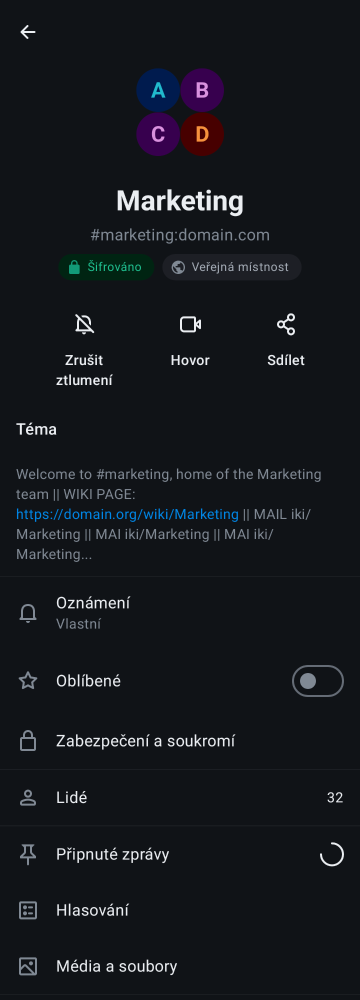 A B
C D
Marketing
#marketing:domain.com
Šifrováno Veřejná místnost
Zrušit
ztlumení
Hovor
Sdílet
Téma
Welcome to #marketing, home of the Marketing
team || WIKI PAGE:
https://domain.org/wiki/Marketing || MAIL iki/
Marketing || MAI iki/Marketing || MAI iki/
Marketing...
Oznámení
Vlastní
Oblíbené
Zabezpečení a soukromí
Lidé 32
Připnuté zprávy
Hlasování
Média a soubory